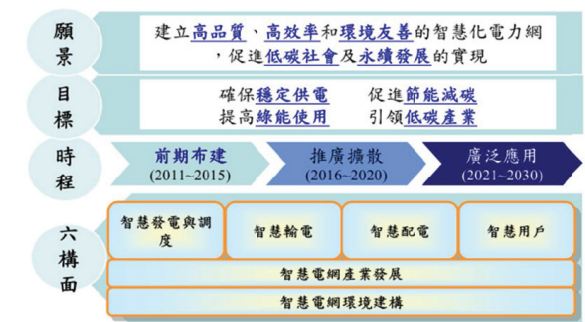 願景
建立高品質、高效率和環境友善的智慧化電力網
，促進低碳社會及永續發展的實現
目標
確保穩定供電 促進節能減碳
提高綠能使用 引領低碳產業
時程
前期布建 推廣擴散 廣泛應用
(2011~2015) (2016~2020) (2021~2030)
六構面
智慧發電與調度 智慧輸電 智慧配電 智慧用戶
智慧電網產業發展
智慧電網環境建構